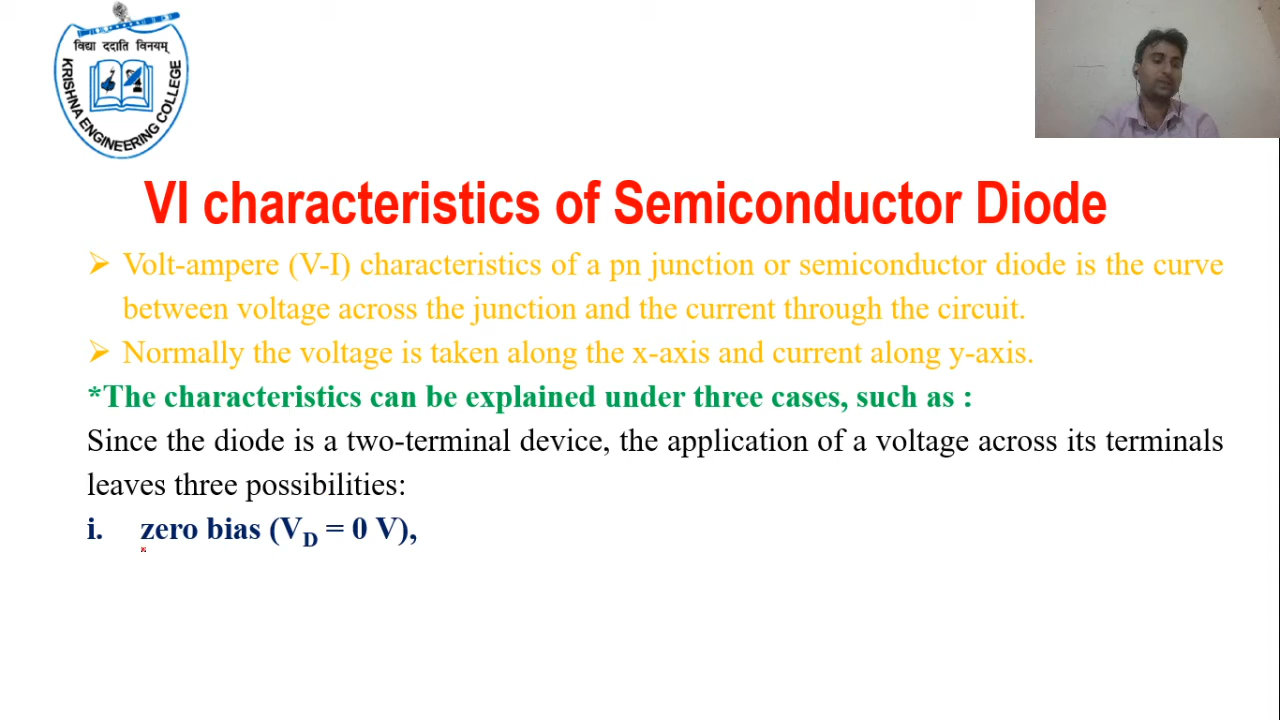 विद्या ददाति विनयम्
KRISHNA ENGINEERING COLLEGE
VI characteristics of Semiconductor Diode
➢ Volt-ampere (V-I) characteristics of a pn junction or semiconductor diode is the curve
between voltage across the junction and the current through the circuit.
➢ Normally the voltage is taken along the x-axis and current along y-axis.
*The characteristics can be explained under three cases, such as :
Since the diode is a two-terminal device, the application of a voltage across its terminals
leaves three possibilities:
i. zero bias (V_D = 0 V),